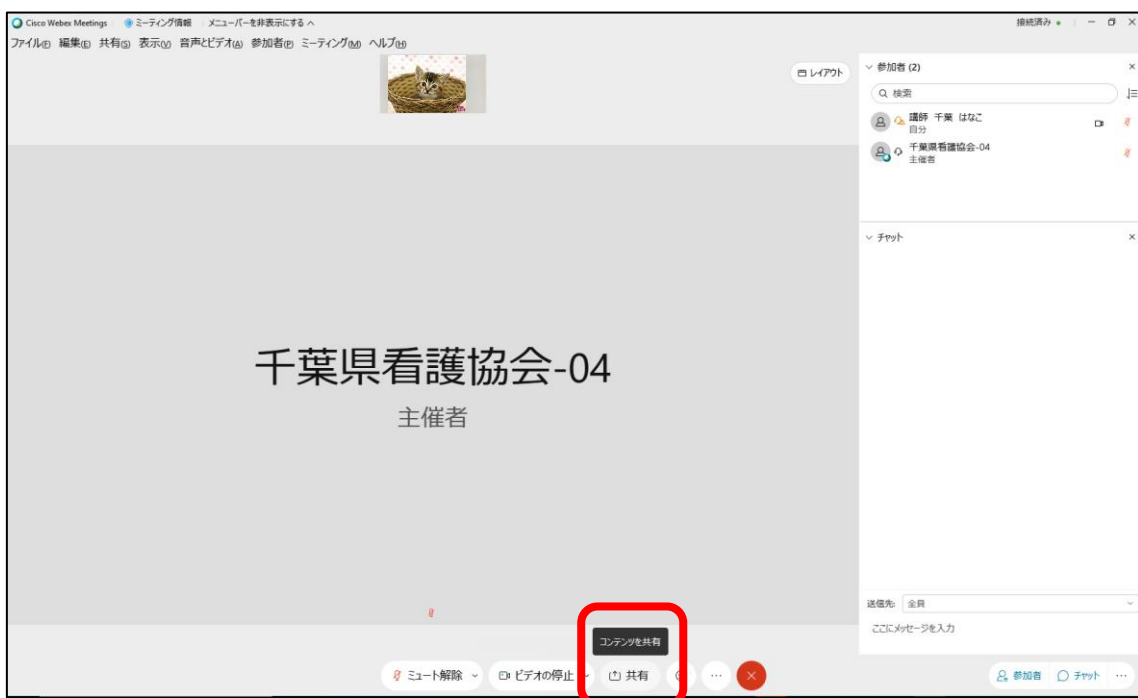 Cisco Webex Meetings ミーティング情報 メニューバーを非表示にする 接続済み
ファイル(F) 編集(E) 共有(S) 表示(V) 音声とビデオ(A) 参加者(P) ミーティング(M) ヘルプ(H)
レイアウト
参加者 (2)
検索
講師 千葉 はなこ
自分
千葉県看護協会-04
主催者
チャット
千葉県看護協会-04
主催者
送信先: 全員
ここにメッセージを入力
コンテンツを共有
ミュート解除 ビデオの停止 共有
参加者 チャット